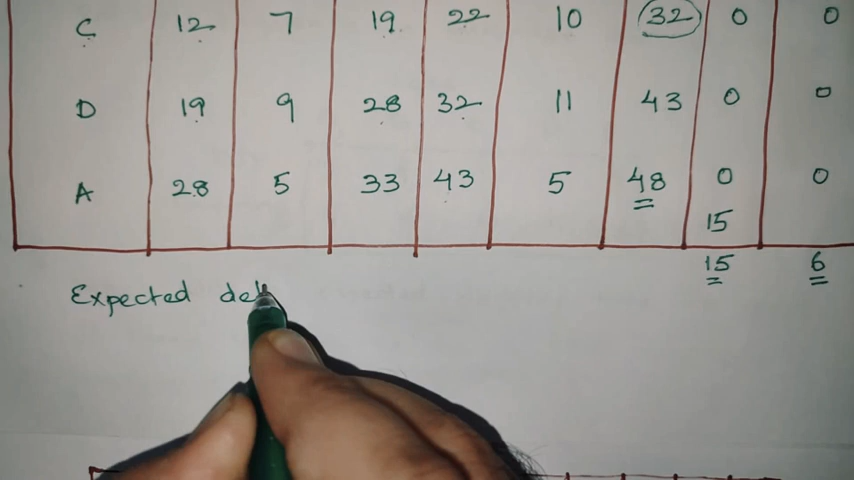 C 12 7 19 22 10 32 0 0
D 19 9 28 32 11 43 0 0
A 28 5 33 43 5 48 0 0
15
15 6
Expected del